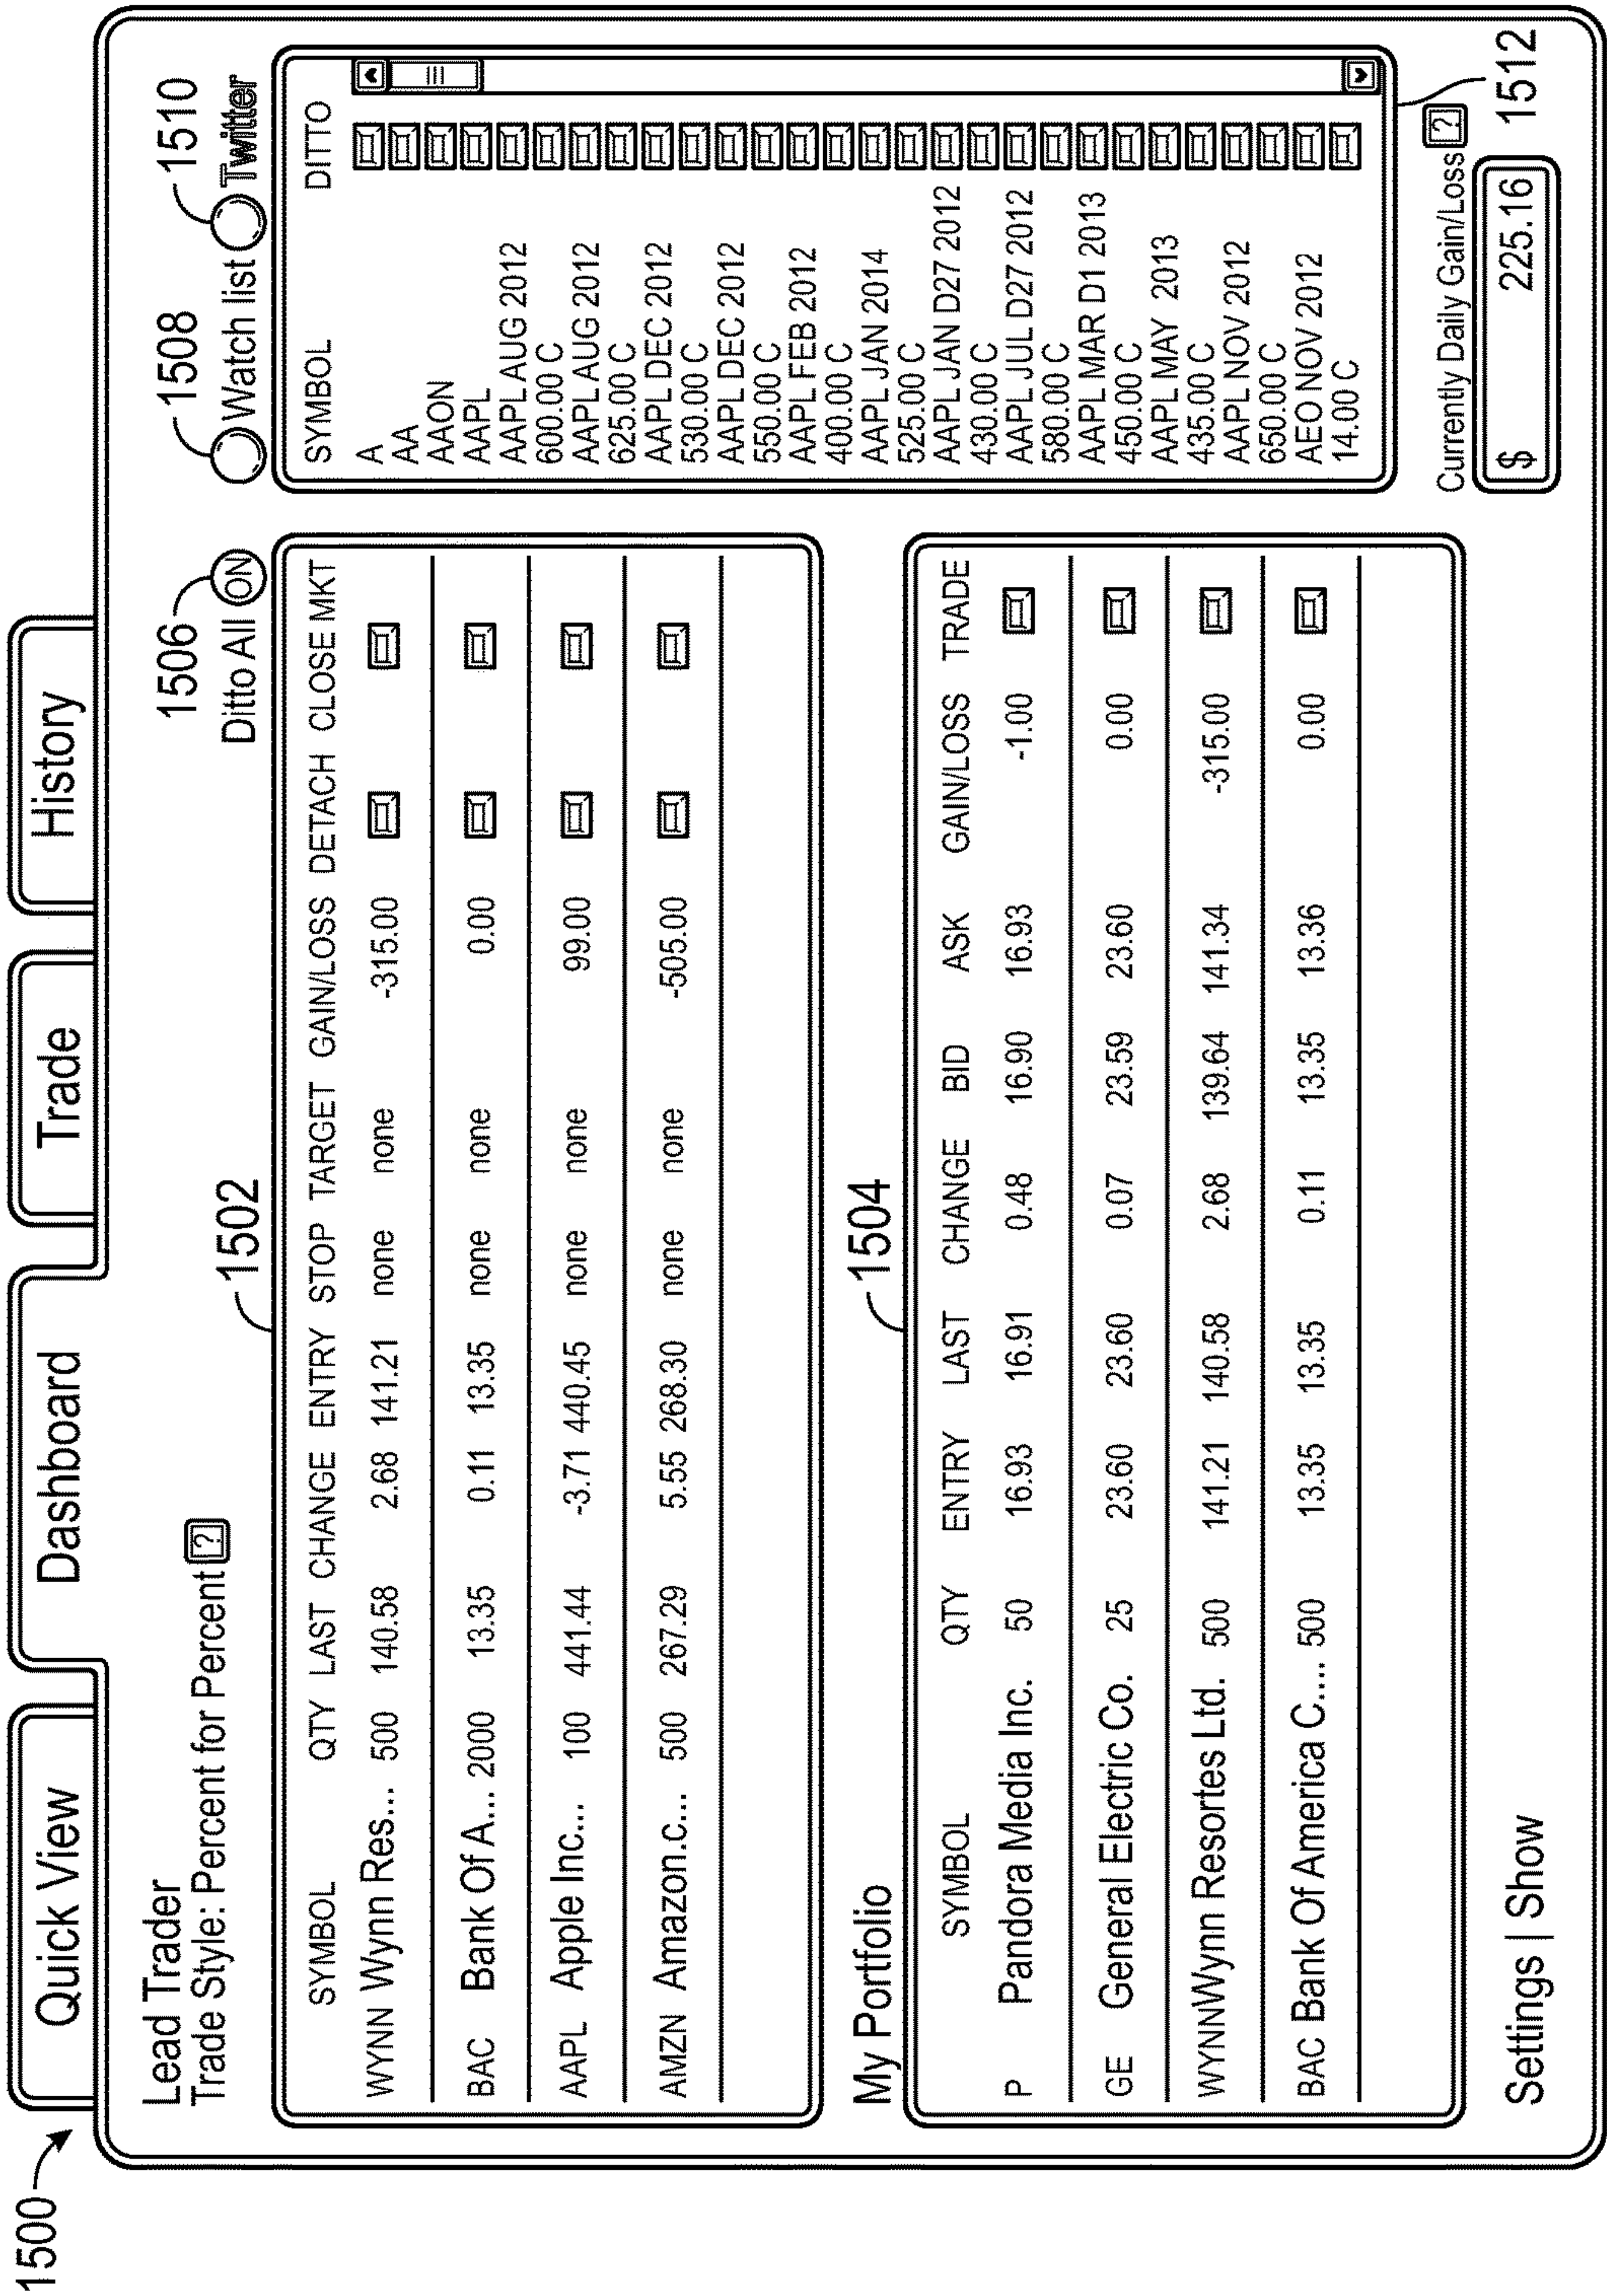 1500
Quick View Dashboard Trade History
Lead Trader
Trade Style: Percent for Percent [?]
1502
1506
Ditto All ON
SYMBOL QTY LAST CHANGE ENTRY STOP TARGET GAIN/LOSS DETACH CLOSE MKT
WYNN Wynn Res... 500 140.58 2.68 141.21 none none -315.00
BAC Bank Of A... 2000 13.35 0.11 13.35 none none 0.00
AAPL Apple Inc... 100 441.44 -3.71 440.45 none none 99.00
AMZN Amazon.c... 500 267.29 5.55 268.30 none none -505.00
My Portfolio
1504
SYMBOL QTY ENTRY LAST CHANGE BID ASK GAIN/LOSS TRADE
P Pandora Media Inc. 50 16.93 16.91 0.48 16.90 16.93 -1.00
GE General Electric Co. 25 23.60 23.60 0.07 23.59 23.60 0.00
WYNNWynn Resortes Ltd. 500 141.21 140.58 2.68 139.64 141.34 -315.00
BAC Bank Of America C... 500 13.35 13.35 0.11 13.35 13.36 0.00
Settings | Show
1508
1510
Watch list Twitter
SYMBOL DITTO
A
AA
AAON
AAPL
AAPL AUG 2012
600.00 C
AAPL AUG 2012
625.00 C
AAPL DEC 2012
530.00 C
AAPL DEC 2012
550.00 C
AAPL FEB 2012
400.00 C
AAPL JAN 2014
525.00 C
AAPL JAN D27 2012
430.00 C
AAPL JUL D27 2012
580.00 C
AAPL MAR D1 2013
450.00 C
AAPL MAY 2013
435.00 C
AAPL NOV 2012
650.00 C
AEO NOV 2012
14.00 C
Currently Daily Gain/Loss [?]
$ 225.16
1512